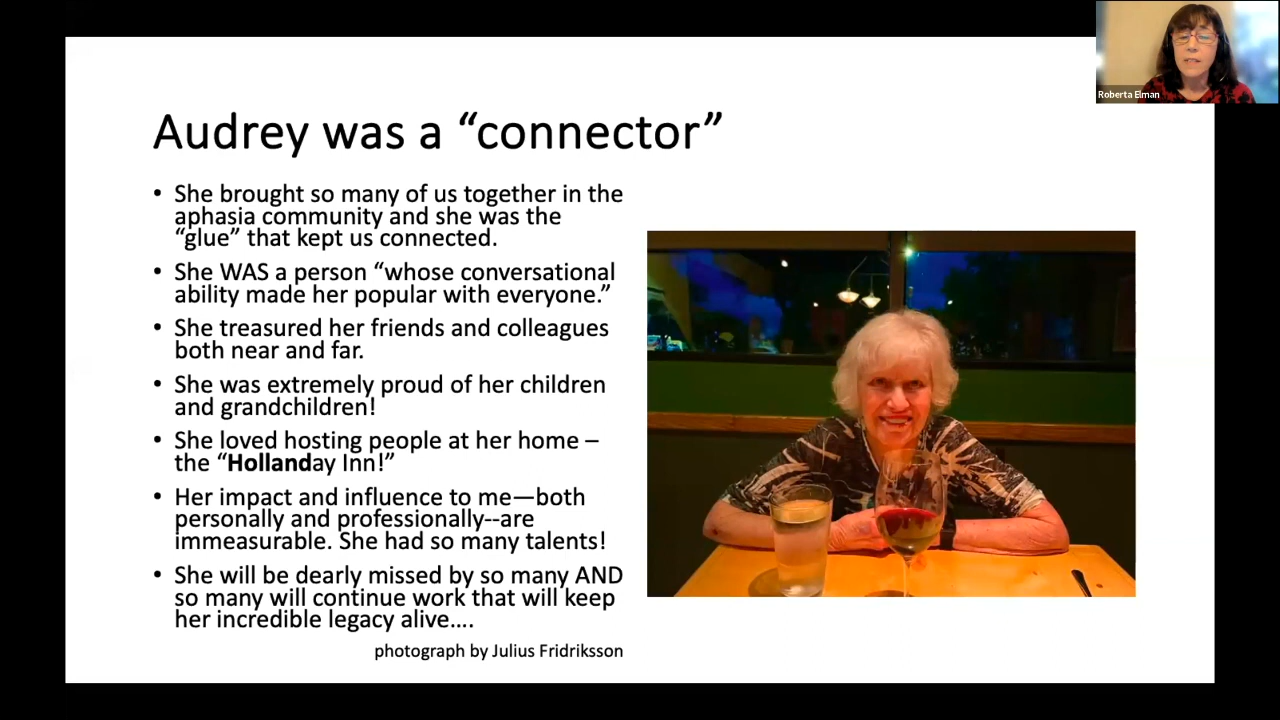 Roberta Elman
Audrey was a “connector”
• She brought so many of us together in the
aphasia community and she was the
“glue” that kept us connected.
• She WAS a person “whose conversational
ability made her popular with everyone.”
• She treasured her friends and colleagues
both near and far.
• She was extremely proud of her children
and grandchildren!
• She loved hosting people at her home –
the “Hollanday Inn!”
• Her impact and influence to me—both
personally and professionally--are
immeasurable. She had so many talents!
• She will be dearly missed by so many AND
so many will continue work that will keep
her incredible legacy alive….
photograph by Julius Fridriksson